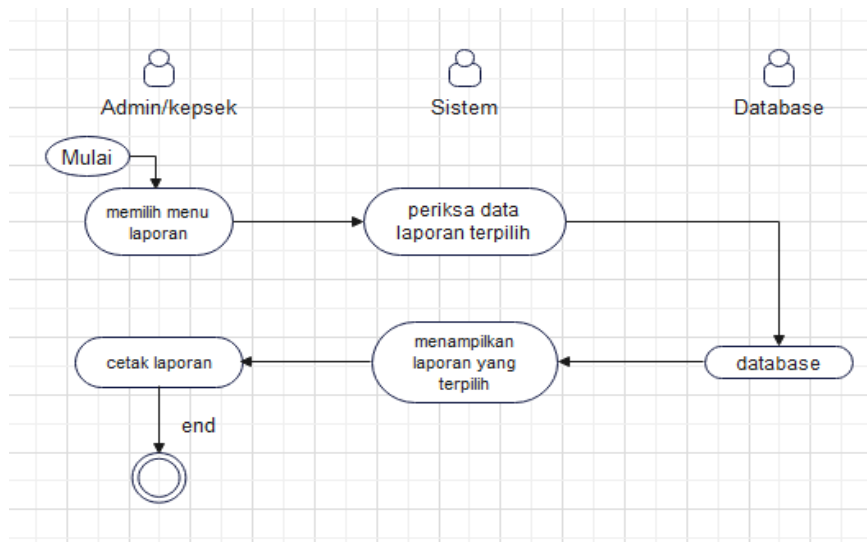 Admin/kepsek
Sistem
Database
Mulai
memilih menu
laporan
periksa data
laporan terpilih
cetak laporan
menampilkan
laporan yang
terpilih
database
end